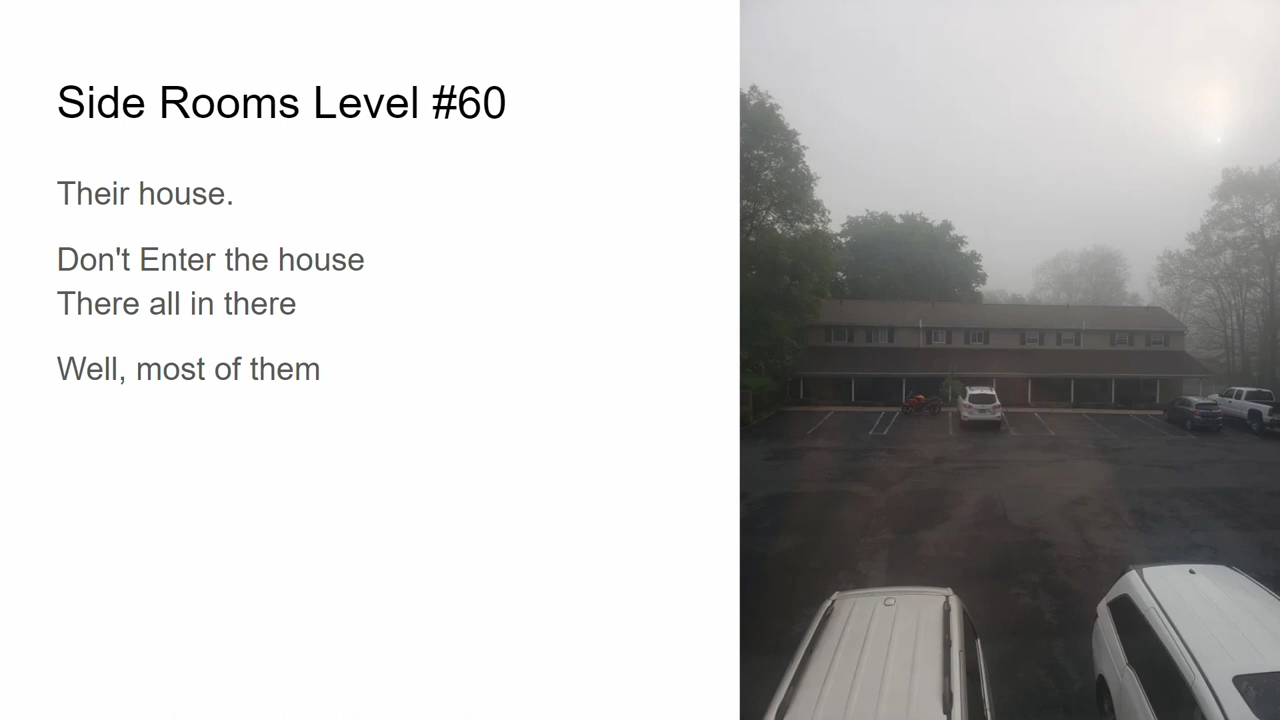 Side Rooms Level #60
Their house.
Don't Enter the house
There all in there
Well, most of them